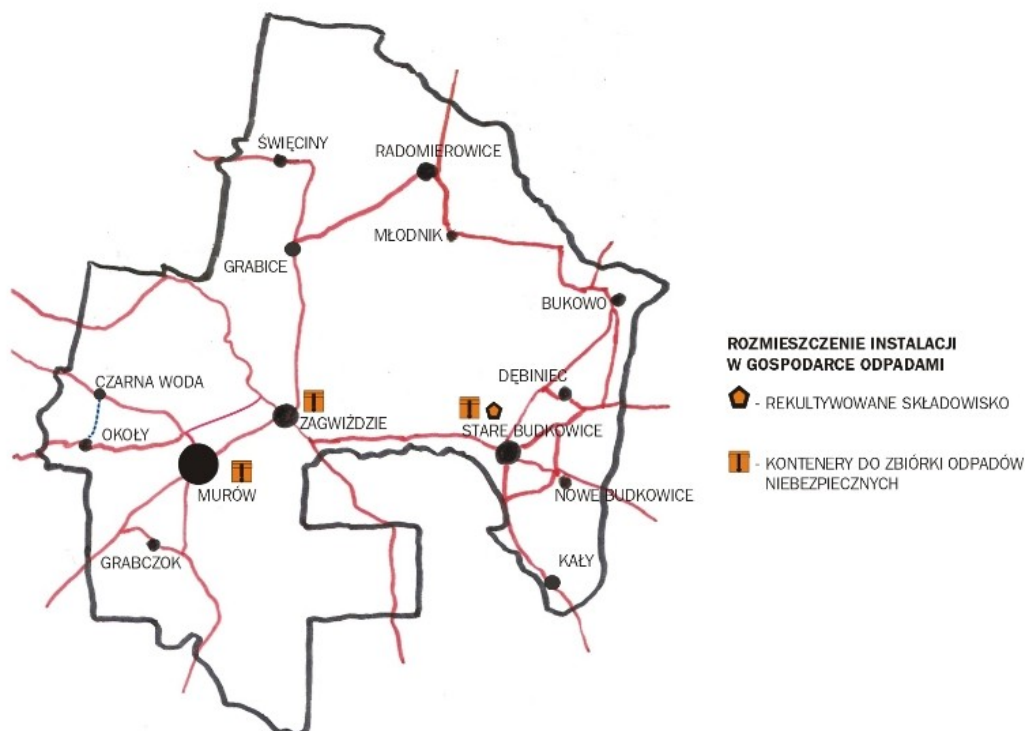 ŚWIĘCINY
RADOMIEROWICE
MŁODNIK
GRABICE
BUKOWO
CZARNA WODA
DĘBINIEC
ZAGWIŹDZIE
STARE BUDKOWICE
OKOŁY
MURÓW
NOWE BUDKOWICE
GRABCZOK
KAŁY
ROZMIESZCZENIE INSTALACJI
W GOSPODARCE ODPADAMI
- REKULTYWOWANE SKŁADOWISKO
- KONTENERY DO ZBIÓRKI ODPADÓW
NIEBEZPIECZNYCH